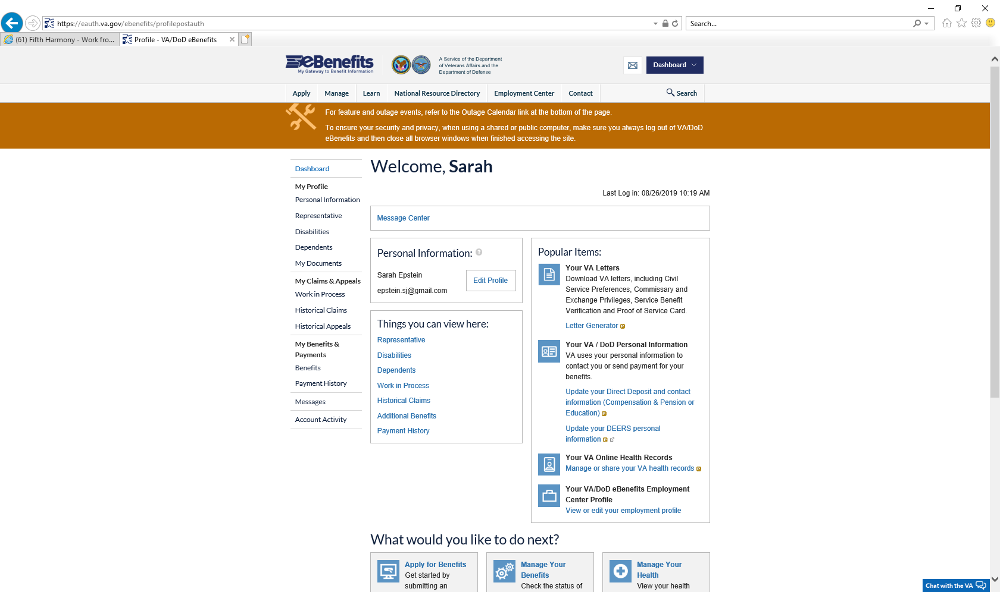 https://eauth.va.gov/ebenefits/profilepostauth
Search...
(61) Fifth Harmony - Work fro...
Profile - VA/DoD eBenefits
eBenefits
My Gateway to Benefit Information
A Service of the Department
of Veterans Affairs and the
Department of Defense
Dashboard
Apply
Manage
Learn
National Resource Directory
Employment Center
Contact
Search
For feature and outage events, refer to the Outage Calendar link at the bottom of the page.
To ensure your security and privacy, when using a shared or public computer, make sure you always log out of VA/DoD
eBenefits and then close all browser windows when finished accessing the site.
Dashboard
My Profile
Personal Information
Representative
Disabilities
Dependents
My Documents
My Claims & Appeals
Work in Process
Historical Claims
Historical Appeals
My Benefits &
Payments
Benefits
Payment History
Messages
Account Activity
Welcome, Sarah
Last Log in: 08/26/2019 10:19 AM
Message Center
Personal Information:
Sarah Epstein
epstein.sj@gmail.com
Edit Profile
Things you can view here:
Representative
Disabilities
Dependents
Work in Process
Historical Claims
Additional Benefits
Payment History
Popular Items:
Your VA Letters
Download VA letters, including Civil
Service Preferences, Commissary and
Exchange Privileges, Service Benefit
Verification and Proof of Service Card.
Letter Generator
Your VA / DoD Personal Information
VA uses your personal information to
contact you or send payment for your
benefits.
Update your Direct Deposit and contact
information (Compensation & Pension or
Education)
Update your DEERS personal
information
Your VA Online Health Records
Manage or share your VA health records
Your VA/DoD eBenefits Employment
Center Profile
View or edit your employment profile
What would you like to do next?
Apply for Benefits
Get started by
submitting an
Manage Your
Benefits
Check the status of
Manage Your
Health
View your health
Chat with the VA